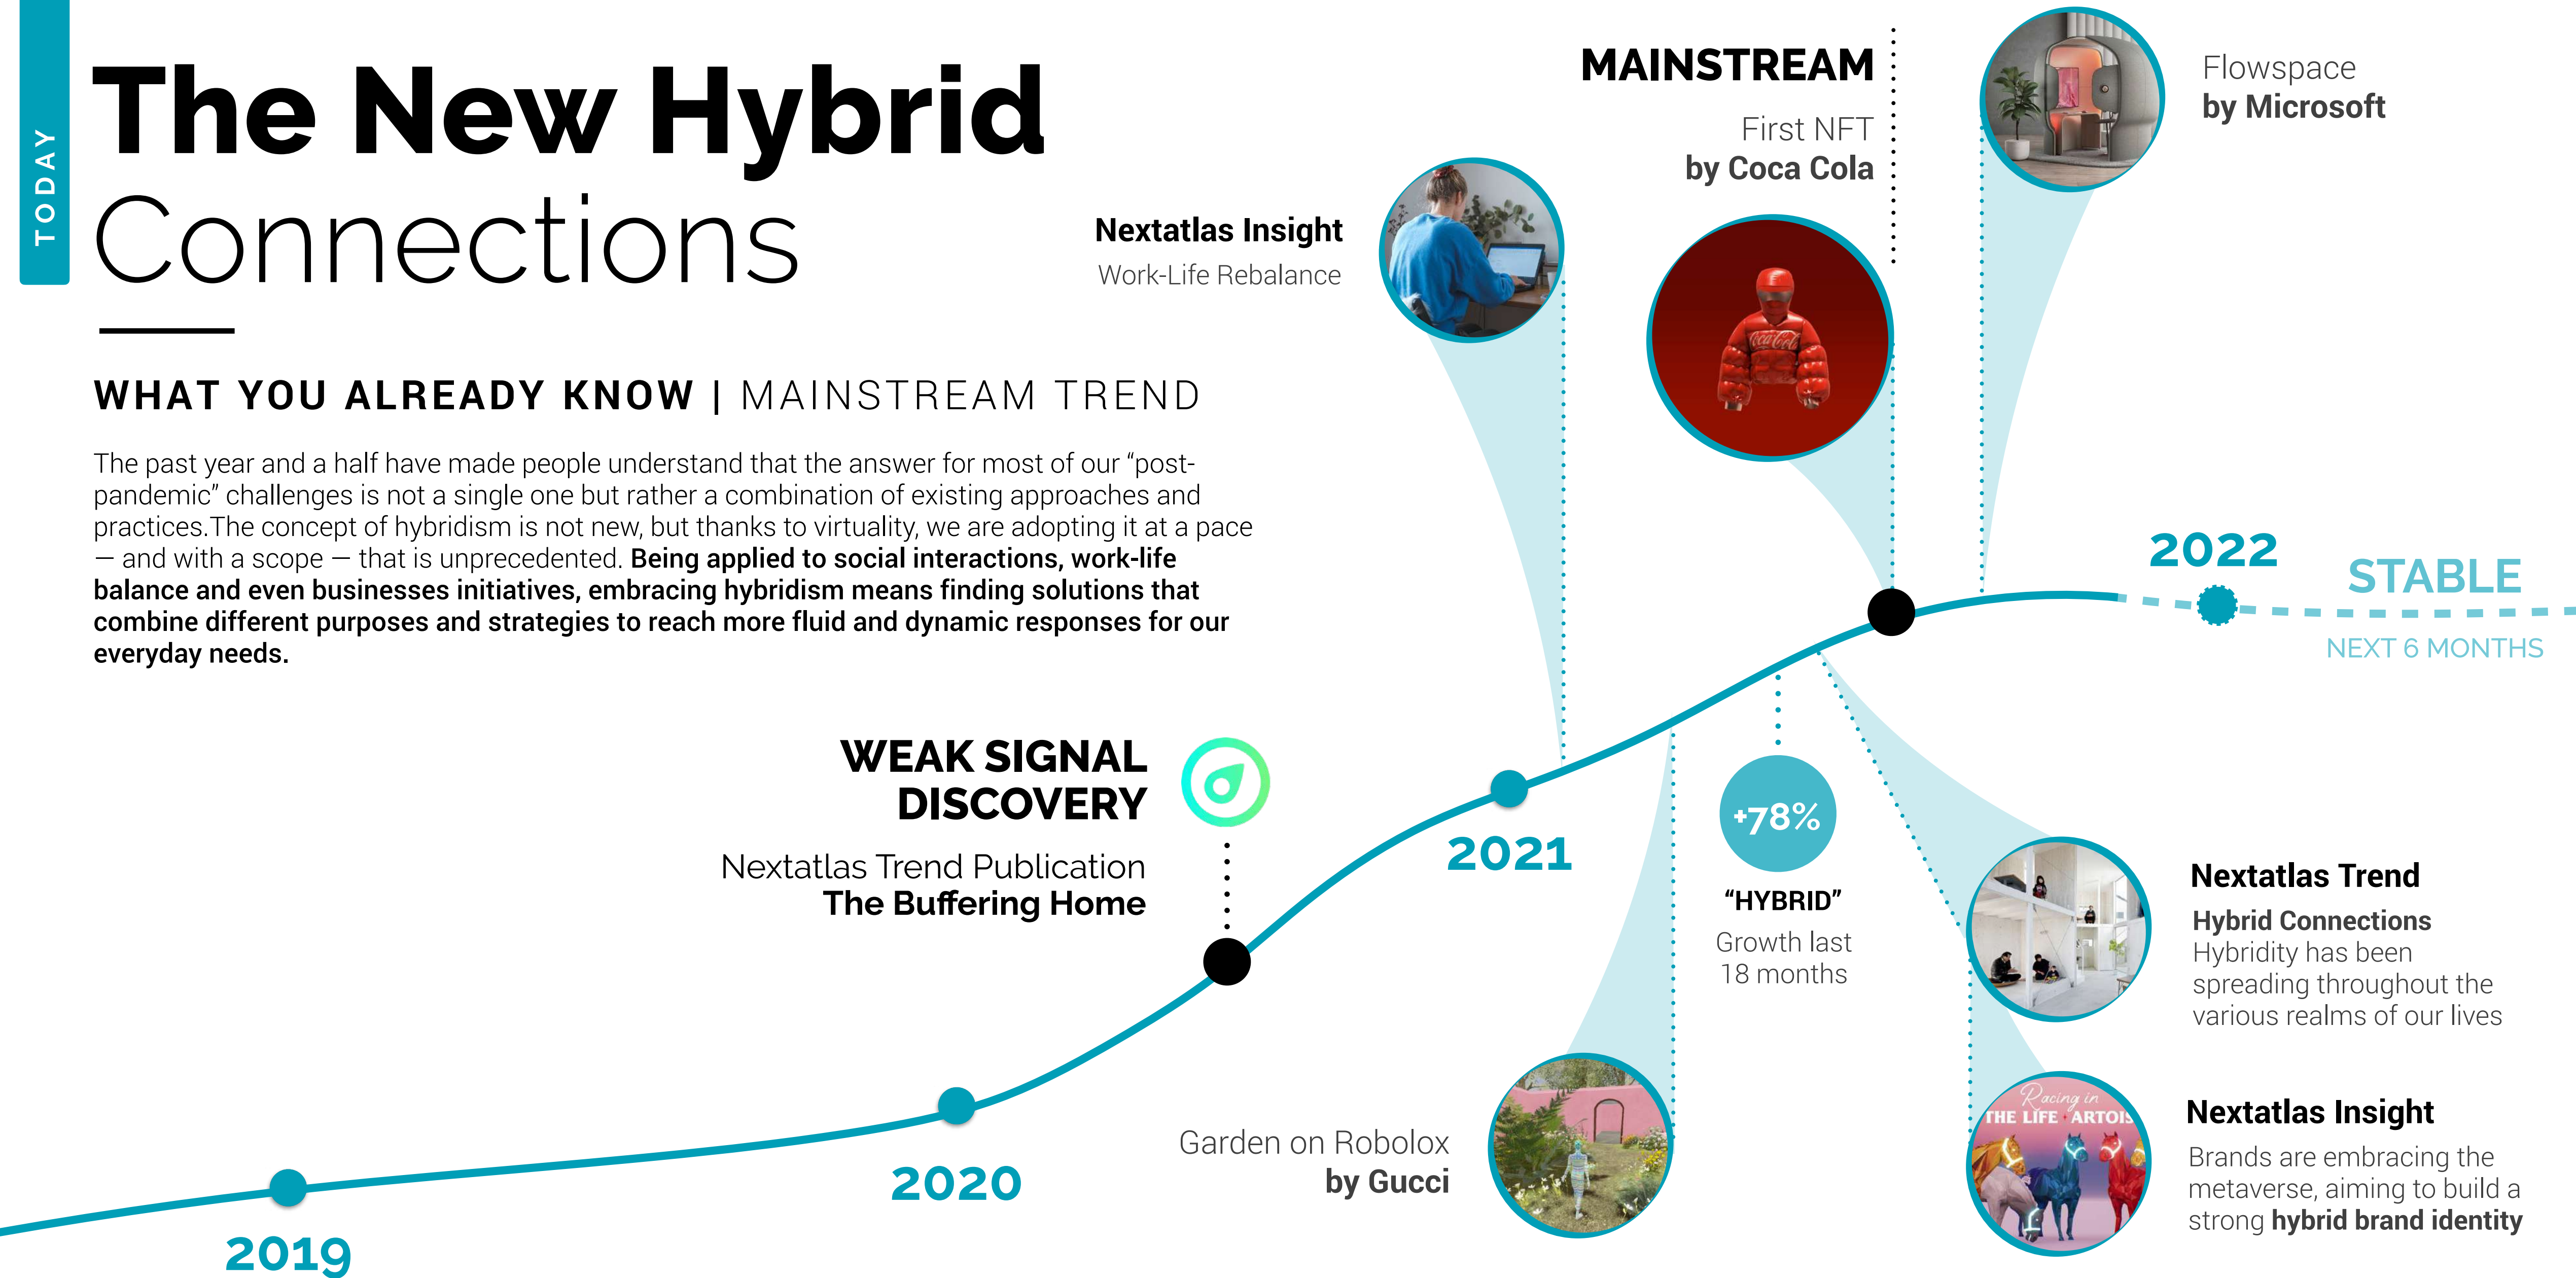 TODAY
The New Hybrid
Connections
WHAT YOU ALREADY KNOW | MAINSTREAM TREND
The past year and a half have made people understand that the answer for most of our “post-
pandemic” challenges is not a single one but rather a combination of existing approaches and
practices.The concept of hybridism is not new, but thanks to virtuality, we are adopting it at a pace
— and with a scope — that is unprecedented. Being applied to social interactions, work-life
balance and even businesses initiatives, embracing hybridism means finding solutions that
combine different purposes and strategies to reach more fluid and dynamic responses for our
everyday needs.
WEAK SIGNAL
DISCOVERY
Nextatlas Trend Publication
The Buffering Home
2019
2020
2021
2022
STABLE
NEXT 6 MONTHS
Nextatlas Insight
Work-Life Rebalance
MAINSTREAM
First NFT
by Coca Cola
Coca-Cola
Flowspace
by Microsoft
Garden on Robolox
by Gucci
+78%
“HYBRID”
Growth last
18 months
Nextatlas Trend
Hybrid Connections
Hybridity has been
spreading throughout the
various realms of our lives
Racing in
THE LIFE ARTOIS
Nextatlas Insight
Brands are embracing the
metaverse, aiming to build a
strong hybrid brand identity